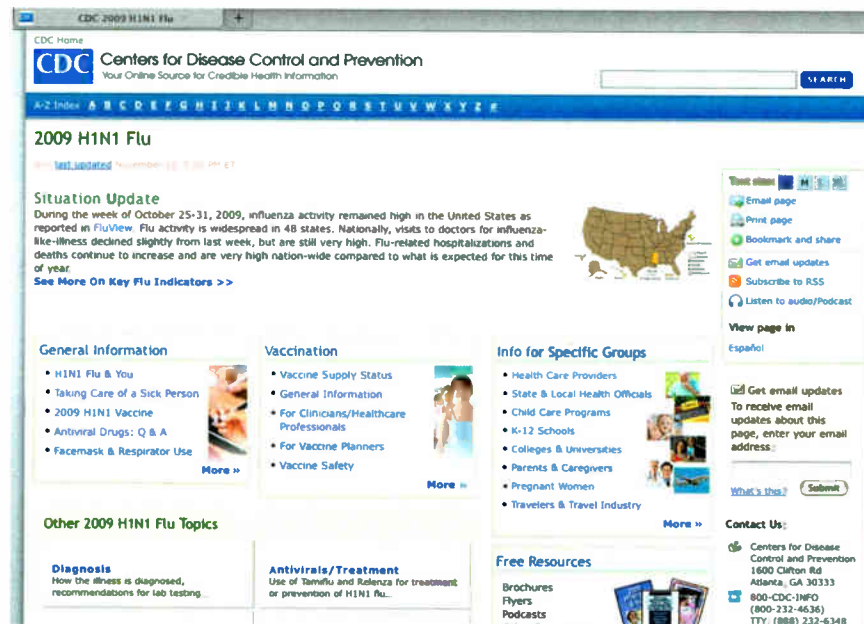 CDC 2009 H1N1 Flu
+
CDC Home
CDC
Centers for Disease Control and Prevention
Your Online Source for Credible Health Information
SEARCH
A-Z Index A B C D E F G H I J K L M N O P Q R S T U V W X Y Z #
2009 H1N1 Flu
last updated November
PM ET
Situation Update
During the week of October 25-31, 2009, influenza activity remained high in the United States as
reported in FluView. Flu activity is widespread in 48 states. Nationally, visits to doctors for influenza-
like-illness declined slightly from last week, but are still very high. Flu-related hospitalizations and
deaths continue to increase and are very high nation-wide compared to what is expected for this time
of year.
See More On Key Flu Indicators >>
Text size: M L XL
Email page
Print page
Bookmark and share
Get email updates
Subscribe to RSS
Listen to audio/Podcast
View page in
Español
General Information
• H1N1 Flu & You
• Taking Care of a Sick Person
• 2009 H1N1 Vaccine
• Antiviral Drugs: Q & A
• Facemask & Respirator Use
More »
Vaccination
• Vaccine Supply Status
• General Information
• For Clinicians/Healthcare
Professionals
• For Vaccine Planners
• Vaccine Safety
More »
Info for Specific Groups
• Health Care Providers
• State & Local Health Officials
• Child Care Programs
• K-12 Schools
• Colleges & Universities
• Parents & Caregivers
• Pregnant Women
• Travelers & Travel Industry
More »
Get email updates
To receive email
updates about this
page, enter your email
address:
What's this?
Submit
Contact Us:
Centers for Disease
Control and Prevention
1600 Clifton Rd
Atlanta, GA 30333
800-CDC-INFO
(800-232-4636)
TTY: (888) 232-6348
Other 2009 H1N1 Flu Topics
Diagnosis
How the illness is diagnosed,
recommendations for lab testing...
Antivirals/Treatment
Use of Tamiflu and Relenza for treatment
or prevention of H1N1 flu...
Free Resources
Brochures
Flyers
Podcasts